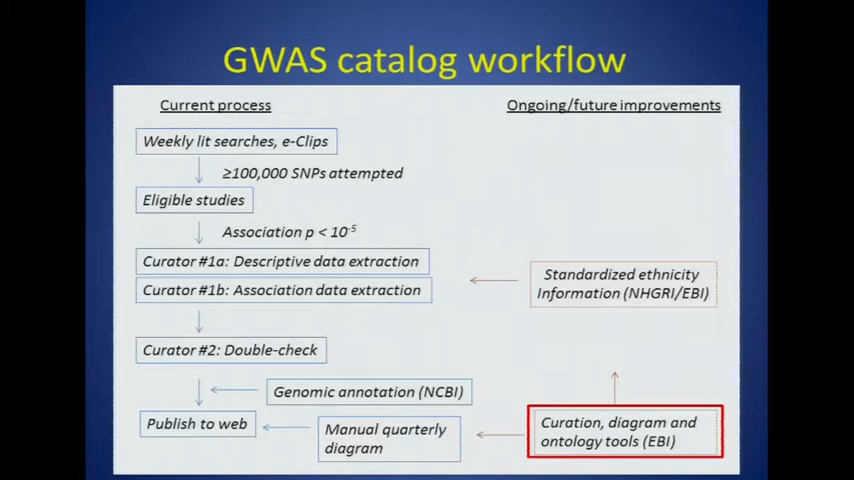 GWAS catalog workflow
Current process
Ongoing/future improvements
Weekly lit searches, e-Clips
≥100,000 SNPs attempted
Eligible studies
Association p < 10-5
Curator #1a: Descriptive data extraction
Curator #1b: Association data extraction
Standardized ethnicity
Information (NHGRI/EBI)
Curator #2: Double-check
Genomic annotation (NCBI)
Publish to web
Manual quarterly
diagram
Curation, diagram and
ontology tools (EBI)